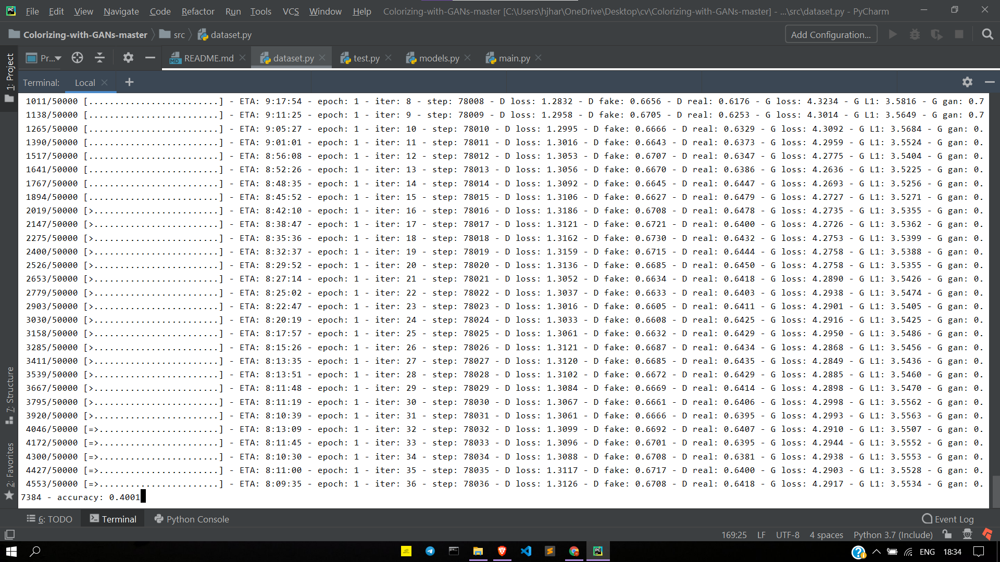 File Edit View Navigate Code Refactor Run Tools VCS Window Help Colorizing-with-GANs-master [C:\Users\hjhar\OneDrive\Desktop\cv\Colorizing-with-GANs-master] - ...\src\dataset.py - PyCharm
Colorizing-with-GANs-master src dataset.py Add Configuration...
1: Project
Pr... README.md dataset.py test.py models.py main.py
Terminal: Local +
1011/50000 [..........................] - ETA: 9:17:54 - epoch: 1 - iter: 8 - step: 78008 - D loss: 1.2832 - D fake: 0.6656 - D real: 0.6176 - G loss: 4.3234 - G L1: 3.5816 - G gan: 0.7
1138/50000 [..........................] - ETA: 9:11:25 - epoch: 1 - iter: 9 - step: 78009 - D loss: 1.2958 - D fake: 0.6705 - D real: 0.6253 - G loss: 4.3014 - G L1: 3.5649 - G gan: 0.7
1265/50000 [..........................] - ETA: 9:05:27 - epoch: 1 - iter: 10 - step: 78010 - D loss: 1.2995 - D fake: 0.6666 - D real: 0.6329 - G loss: 4.3092 - G L1: 3.5684 - G gan: 0.
1390/50000 [..........................] - ETA: 9:01:01 - epoch: 1 - iter: 11 - step: 78011 - D loss: 1.3016 - D fake: 0.6643 - D real: 0.6373 - G loss: 4.2959 - G L1: 3.5524 - G gan: 0.
1517/50000 [..........................] - ETA: 8:56:08 - epoch: 1 - iter: 12 - step: 78012 - D loss: 1.3053 - D fake: 0.6707 - D real: 0.6347 - G loss: 4.2775 - G L1: 3.5404 - G gan: 0.
1641/50000 [..........................] - ETA: 8:52:26 - epoch: 1 - iter: 13 - step: 78013 - D loss: 1.3056 - D fake: 0.6670 - D real: 0.6386 - G loss: 4.2636 - G L1: 3.5225 - G gan: 0.
1767/50000 [..........................] - ETA: 8:48:35 - epoch: 1 - iter: 14 - step: 78014 - D loss: 1.3092 - D fake: 0.6645 - D real: 0.6447 - G loss: 4.2693 - G L1: 3.5256 - G gan: 0.
1894/50000 [..........................] - ETA: 8:45:52 - epoch: 1 - iter: 15 - step: 78015 - D loss: 1.3106 - D fake: 0.6627 - D real: 0.6479 - G loss: 4.2727 - G L1: 3.5271 - G gan: 0.
2019/50000 [>.........................] - ETA: 8:42:10 - epoch: 1 - iter: 16 - step: 78016 - D loss: 1.3186 - D fake: 0.6708 - D real: 0.6478 - G loss: 4.2735 - G L1: 3.5355 - G gan: 0.
2147/50000 [>.........................] - ETA: 8:38:47 - epoch: 1 - iter: 17 - step: 78017 - D loss: 1.3121 - D fake: 0.6721 - D real: 0.6400 - G loss: 4.2726 - G L1: 3.5362 - G gan: 0.
2275/50000 [>.........................] - ETA: 8:35:36 - epoch: 1 - iter: 18 - step: 78018 - D loss: 1.3162 - D fake: 0.6730 - D real: 0.6432 - G loss: 4.2753 - G L1: 3.5399 - G gan: 0.
2400/50000 [>.........................] - ETA: 8:32:37 - epoch: 1 - iter: 19 - step: 78019 - D loss: 1.3159 - D fake: 0.6715 - D real: 0.6444 - G loss: 4.2758 - G L1: 3.5388 - G gan: 0.
2526/50000 [>.........................] - ETA: 8:29:52 - epoch: 1 - iter: 20 - step: 78020 - D loss: 1.3136 - D fake: 0.6685 - D real: 0.6450 - G loss: 4.2758 - G L1: 3.5355 - G gan: 0.
2653/50000 [>.........................] - ETA: 8:27:14 - epoch: 1 - iter: 21 - step: 78021 - D loss: 1.3052 - D fake: 0.6634 - D real: 0.6418 - G loss: 4.2890 - G L1: 3.5426 - G gan: 0.
2779/50000 [>.........................] - ETA: 8:25:02 - epoch: 1 - iter: 22 - step: 78022 - D loss: 1.3037 - D fake: 0.6633 - D real: 0.6403 - G loss: 4.2938 - G L1: 3.5474 - G gan: 0.
2903/50000 [>.........................] - ETA: 8:22:47 - epoch: 1 - iter: 23 - step: 78023 - D loss: 1.3016 - D fake: 0.6605 - D real: 0.6411 - G loss: 4.2901 - G L1: 3.5405 - G gan: 0.
3030/50000 [>.........................] - ETA: 8:20:19 - epoch: 1 - iter: 24 - step: 78024 - D loss: 1.3033 - D fake: 0.6608 - D real: 0.6425 - G loss: 4.2916 - G L1: 3.5425 - G gan: 0.
3158/50000 [>.........................] - ETA: 8:17:57 - epoch: 1 - iter: 25 - step: 78025 - D loss: 1.3061 - D fake: 0.6632 - D real: 0.6429 - G loss: 4.2950 - G L1: 3.5486 - G gan: 0.
3285/50000 [>.........................] - ETA: 8:15:26 - epoch: 1 - iter: 26 - step: 78026 - D loss: 1.3121 - D fake: 0.6687 - D real: 0.6434 - G loss: 4.2868 - G L1: 3.5456 - G gan: 0.
3411/50000 [>.........................] - ETA: 8:13:35 - epoch: 1 - iter: 27 - step: 78027 - D loss: 1.3120 - D fake: 0.6685 - D real: 0.6435 - G loss: 4.2849 - G L1: 3.5436 - G gan: 0.
3539/50000 [>.........................] - ETA: 8:13:51 - epoch: 1 - iter: 28 - step: 78028 - D loss: 1.3102 - D fake: 0.6672 - D real: 0.6429 - G loss: 4.2885 - G L1: 3.5460 - G gan: 0.
3667/50000 [>.........................] - ETA: 8:11:48 - epoch: 1 - iter: 29 - step: 78029 - D loss: 1.3084 - D fake: 0.6669 - D real: 0.6414 - G loss: 4.2898 - G L1: 3.5470 - G gan: 0.
3795/50000 [>.........................] - ETA: 8:11:19 - epoch: 1 - iter: 30 - step: 78030 - D loss: 1.3067 - D fake: 0.6661 - D real: 0.6406 - G loss: 4.2998 - G L1: 3.5562 - G gan: 0.
3920/50000 [>.........................] - ETA: 8:10:39 - epoch: 1 - iter: 31 - step: 78031 - D loss: 1.3061 - D fake: 0.6666 - D real: 0.6395 - G loss: 4.2993 - G L1: 3.5563 - G gan: 0.
4046/50000 [=>........................] - ETA: 8:13:09 - epoch: 1 - iter: 32 - step: 78032 - D loss: 1.3099 - D fake: 0.6692 - D real: 0.6407 - G loss: 4.2910 - G L1: 3.5507 - G gan: 0.
4172/50000 [=>........................] - ETA: 8:11:45 - epoch: 1 - iter: 33 - step: 78033 - D loss: 1.3096 - D fake: 0.6701 - D real: 0.6395 - G loss: 4.2944 - G L1: 3.5552 - G gan: 0.
4300/50000 [=>........................] - ETA: 8:10:30 - epoch: 1 - iter: 34 - step: 78034 - D loss: 1.3088 - D fake: 0.6708 - D real: 0.6381 - G loss: 4.2938 - G L1: 3.5553 - G gan: 0.
4427/50000 [=>........................] - ETA: 8:11:00 - epoch: 1 - iter: 35 - step: 78035 - D loss: 1.3117 - D fake: 0.6717 - D real: 0.6400 - G loss: 4.2903 - G L1: 3.5528 - G gan: 0.
4553/50000 [=>........................] - ETA: 8:09:35 - epoch: 1 - iter: 36 - step: 78036 - D loss: 1.3126 - D fake: 0.6708 - D real: 0.6418 - G loss: 4.2917 - G L1: 3.5534 - G gan: 0.
7384 - accuracy: 0.4001
7: Structure
2: Favorites
6: TODO Terminal Python Console Event Log
169:25 LF UTF-8 4 spaces Python 3.7 (Include)
ENG 18:34